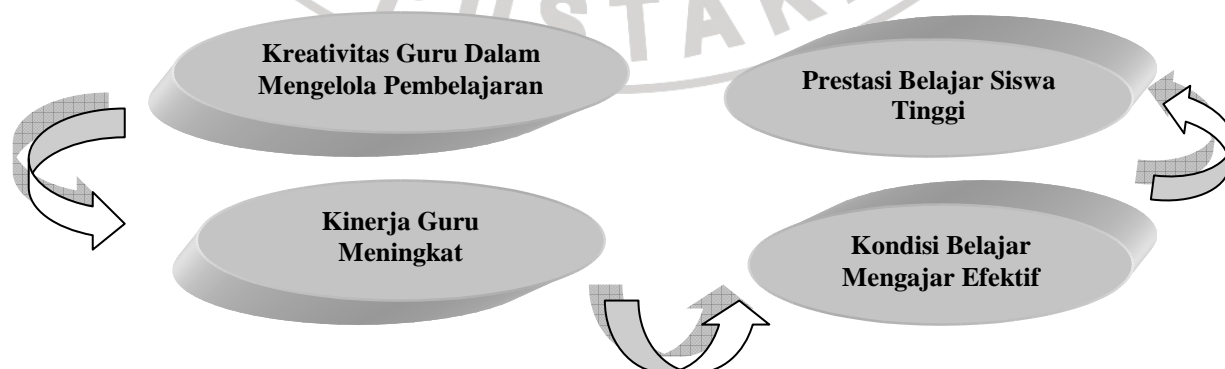 Kreativitas Guru Dalam
Mengelola Pembelajaran
Prestasi Belajar Siswa
Tinggi
Kinerja Guru
Meningkat
Kondisi Belajar
Mengajar Efektif